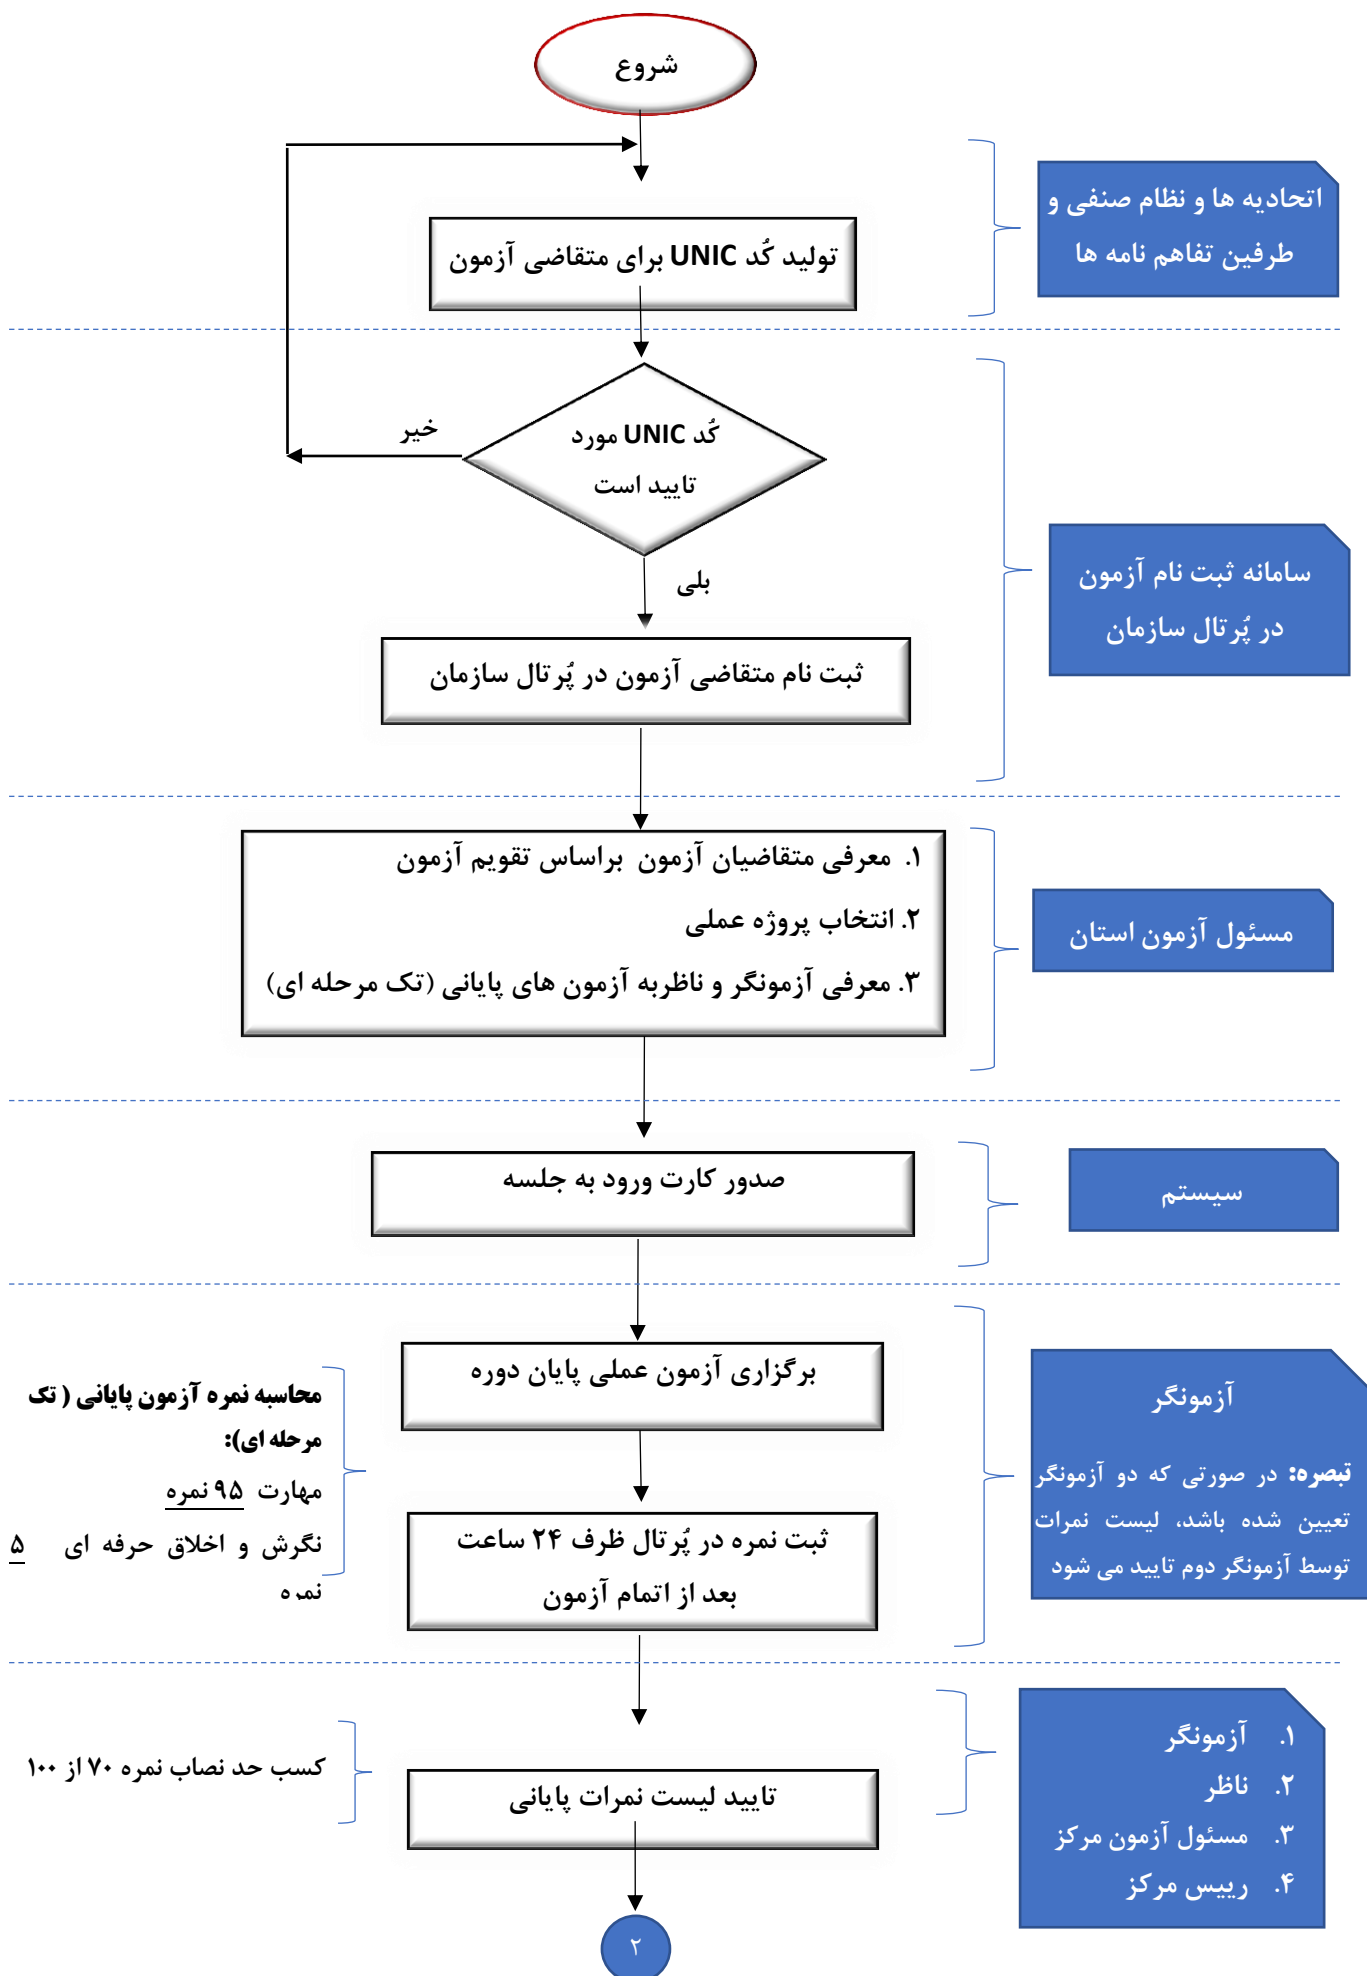 شروع
اتحادیه ها و نظام صنفی و
طرفین تفاهم نامه ها
تولید کُد UNIC برای متقاضی آزمون
کُد UNIC مورد
تایید است
خیر
بلی
سامانه ثبت نام آزمون
در پُرتال سازمان
ثبت نام متقاضی آزمون در پُرتال سازمان
۱. معرفی متقاضیان آزمون براساس تقویم آزمون
۲. انتخاب پروژه عملی
۳. معرفی آزمونگر و ناظربه آزمون های پایانی (تک مرحله ای)
مسئول آزمون استان
صدور کارت ورود به جلسه
سیستم
برگزاری آزمون عملی پایان دوره
آزمونگر
تبصره: در صورتی که دو آزمونگر
تعیین شده باشد، لیست نمرات
توسط آزمونگر دوم تایید می شود
محاسبه نمره آزمون پایانی ( تک
مرحله ای):
مهارت ۹۵ نمره
نگرش و اخلاق حرفه ای ۵
نمره
ثبت نمره در پُرتال ظرف ۲۴ ساعت
بعد از اتمام آزمون
۱. آزمونگر
۲. ناظر
۳. مسئول آزمون مرکز
۴. رییس مرکز
تایید لیست نمرات پایانی
کسب حد نصاب نمره ۷۰ از ۱۰۰
۲